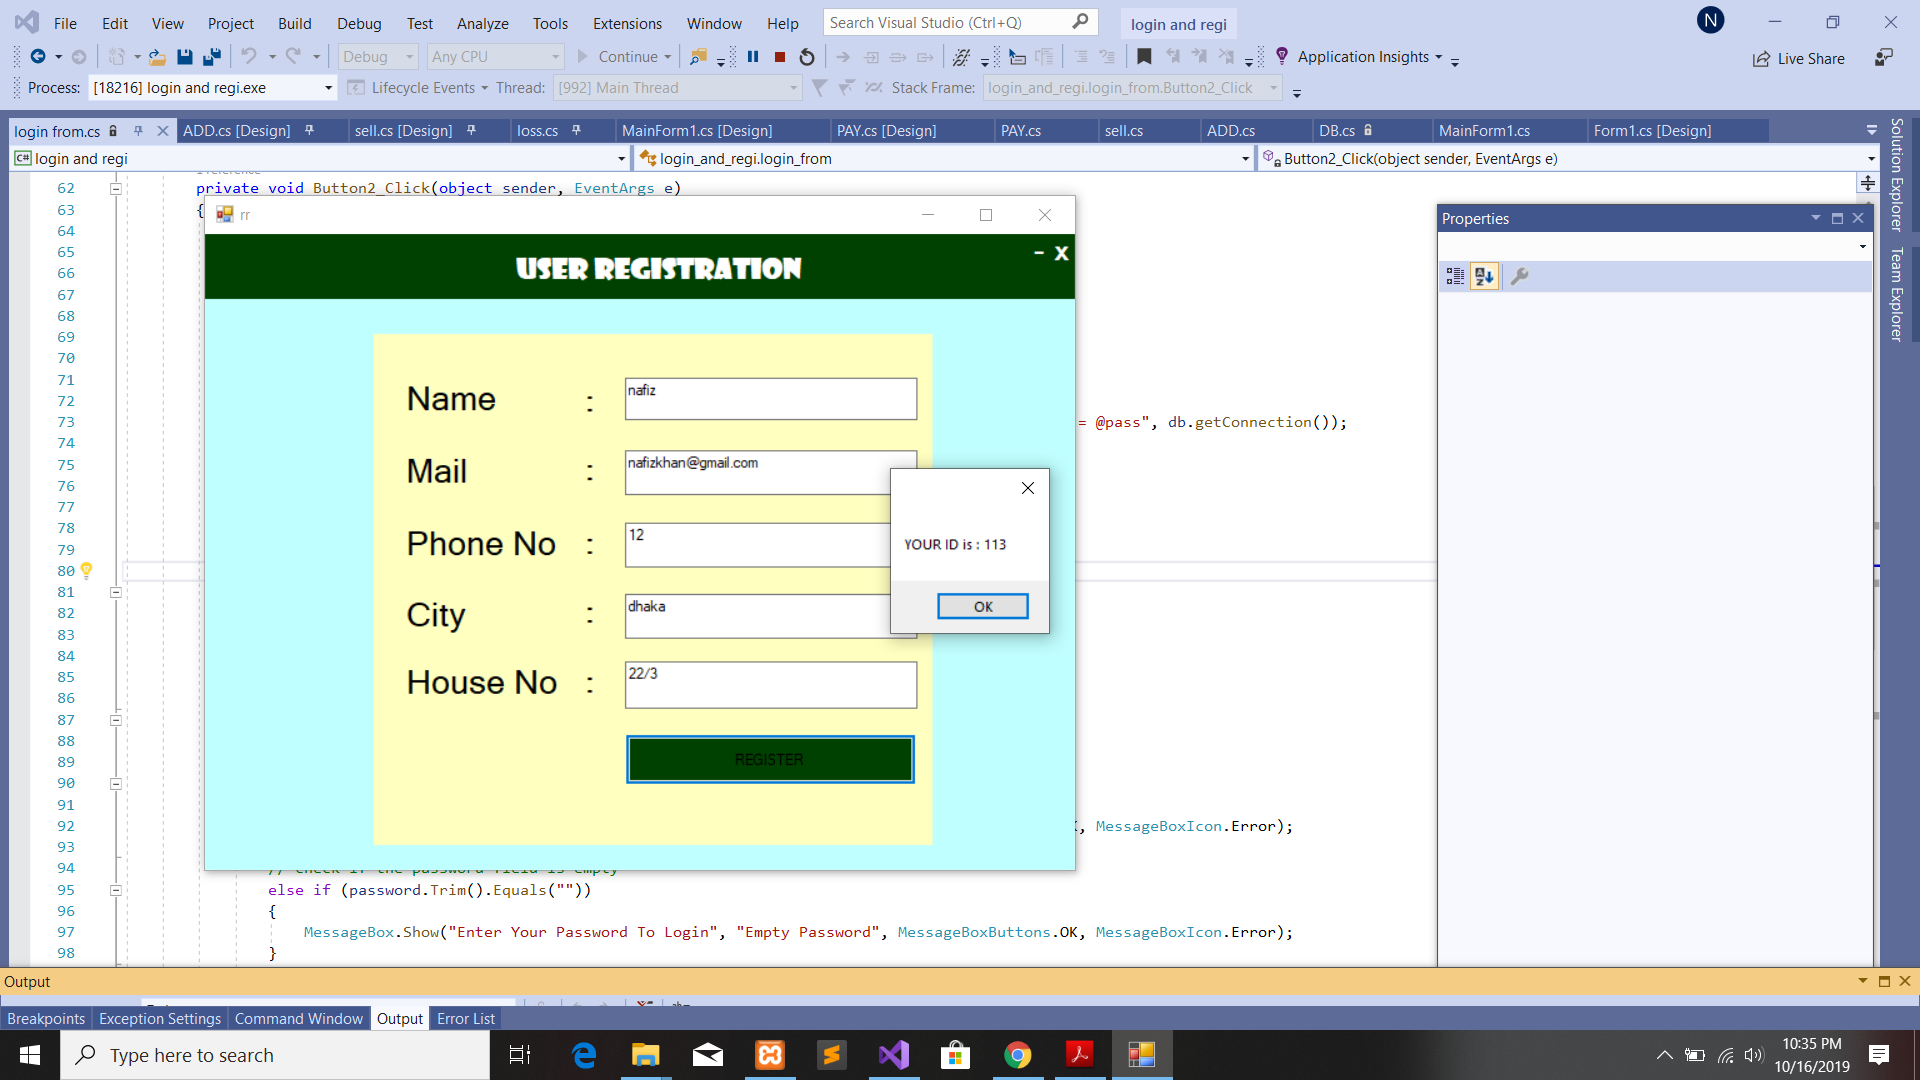 File Edit View Project Build Debug Test Analyze Tools Extensions Window Help Search Visual Studio (Ctrl+Q) login and regi N
Debug Any CPU Continue Application Insights Live Share
Process: [18216] login and regi.exe Lifecycle Events Thread: [992] Main Thread Stack Frame: login_and_regi.login_from.Button2_Click
login from.cs ADD.cs [Design] sell.cs [Design] loss.cs MainForm1.cs [Design] PAY.cs [Design] PAY.cs sell.cs ADD.cs DB.cs MainForm1.cs Form1.cs [Design]
login and regi login_and_regi.login_from Button2_Click(object sender, EventArgs e)
Solution Explorer
Team Explorer
Properties
62 private void Button2_Click(object sender, EventArgs e)
63 {
64
65
66
67
68
69
70
71
72
73 = @pass", db.getConnection());
74
75
76
77
78
79
80
81
82
83
84
85
86
87
88
89
90
91
92 , MessageBoxIcon.Error);
93
94 // check if the password field is empty
95 else if (password.Trim().Equals(""))
96 {
97 MessageBox.Show("Enter Your Password To Login", "Empty Password", MessageBoxButtons.OK, MessageBoxIcon.Error);
98 }
rr
USER REGISTRATION
- X
Name : nafiz
Mail : nafizkhan@gmail.com
Phone No : 12
City : dhaka
House No : 22/3
REGISTER
YOUR ID is : 113
OK
Output
Breakpoints Exception Settings Command Window Output Error List
Type here to search
10:35 PM
10/16/2019